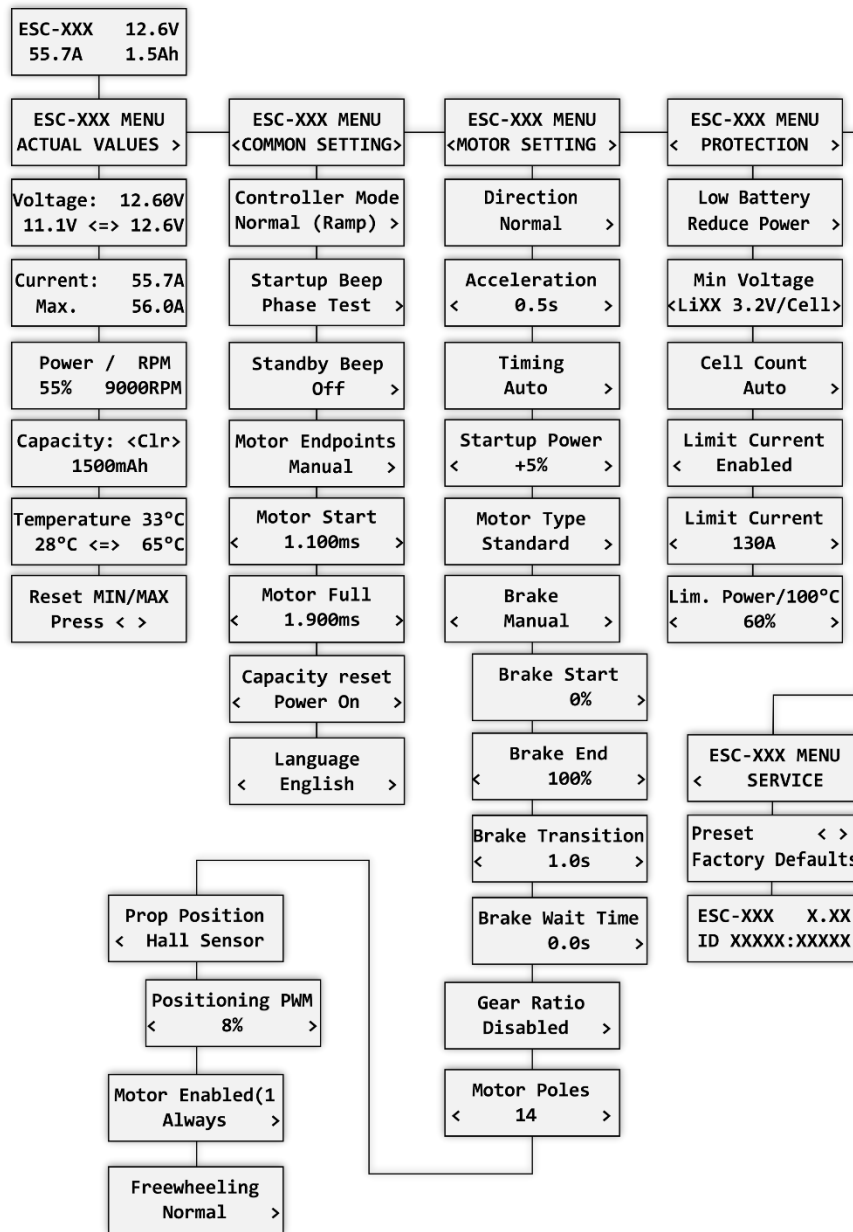 ESC-XXX 12.6V
55.7A 1.5Ah
ESC-XXX MENU
ACTUAL VALUES >
Voltage: 12.60V
11.1V <=> 12.6V
Current: 55.7A
Max. 56.0A
Power / RPM
55% 9000RPM
Capacity: <Clr>
1500mAh
Temperature 33°C
28°C <=> 65°C
Reset MIN/MAX
Press < >
ESC-XXX MENU
<COMMON SETTING>
Controller Mode
Normal (Ramp) >
Startup Beep
Phase Test >
Standby Beep
Off >
Motor Endpoints
Manual >
Motor Start
< 1.100ms >
Motor Full
< 1.900ms >
Capacity reset
< Power On >
Language
< English >
ESC-XXX MENU
<MOTOR SETTING >
Direction
Normal >
Acceleration
< 0.5s >
Timing
Auto >
Startup Power
< +5% >
Motor Type
Standard >
Brake
< Manual >
Brake Start
0% >
Brake End
< 100% >
Brake Transition
< 1.0s >
Brake Wait Time
0.0s >
Gear Ratio
Disabled >
Motor Poles
< 14 >
Prop Position
< Hall Sensor
Positioning PWM
< 8% >
Motor Enabled(1
Always >
Freewheeling
Normal >
ESC-XXX MENU
< PROTECTION >
Low Battery
Reduce Power >
Min Voltage
<LiXX 3.2V/Cell>
Cell Count
Auto >
Limit Current
< Enabled
Limit Current
< 130A >
Lim. Power/100°C
< 60% >
ESC-XXX MENU
< SERVICE
Preset < >
Factory Defaults
ESC-XXX X.XX
ID XXXXX:XXXXX